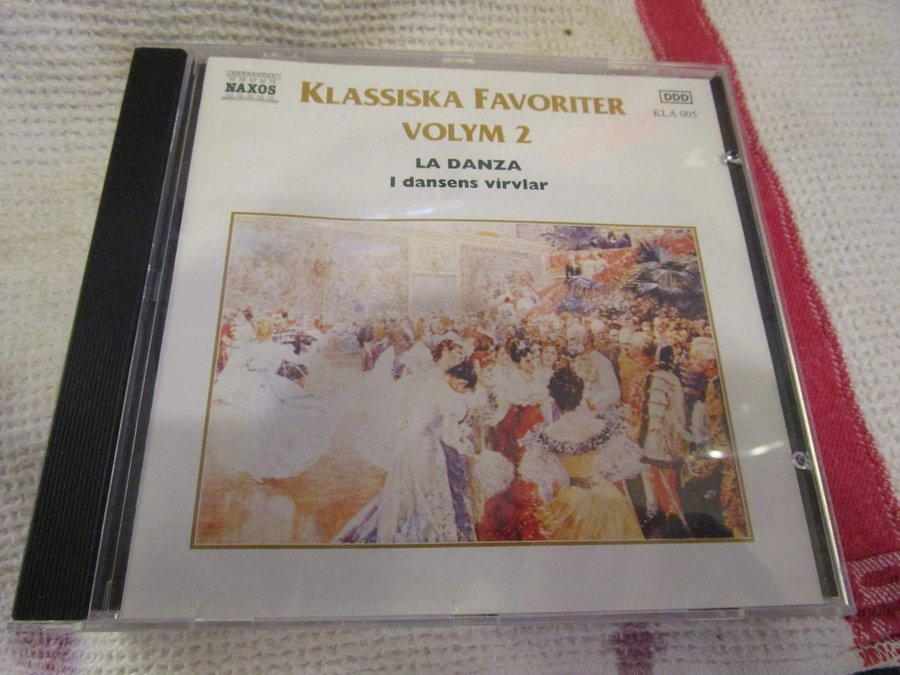 NAXOS
KLASSISKA FAVORITER
VOLYM 2
DDD
KLA 005
LA DANZA
I dansens virvlar